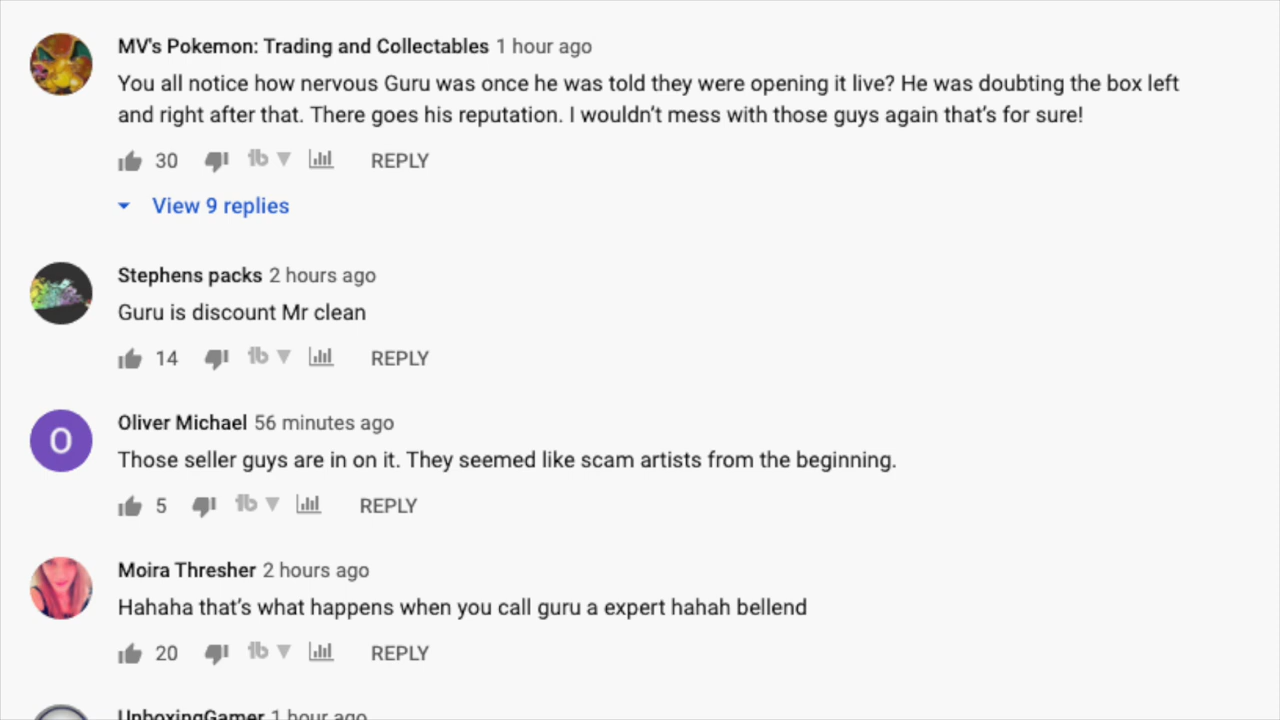 MV's Pokemon: Trading and Collectables 1 hour ago
You all notice how nervous Guru was once he was told they were opening it live? He was doubting the box left
and right after that. There goes his reputation. I wouldn’t mess with those guys again that’s for sure!
30 REPLY
View 9 replies
Stephens packs 2 hours ago
Guru is discount Mr clean
14 REPLY
O
Oliver Michael 56 minutes ago
Those seller guys are in on it. They seemed like scam artists from the beginning.
5 REPLY
Moira Thresher 2 hours ago
Hahaha that’s what happens when you call guru a expert hahah bellend
20 REPLY
UnboxingGamer 1 hour ago